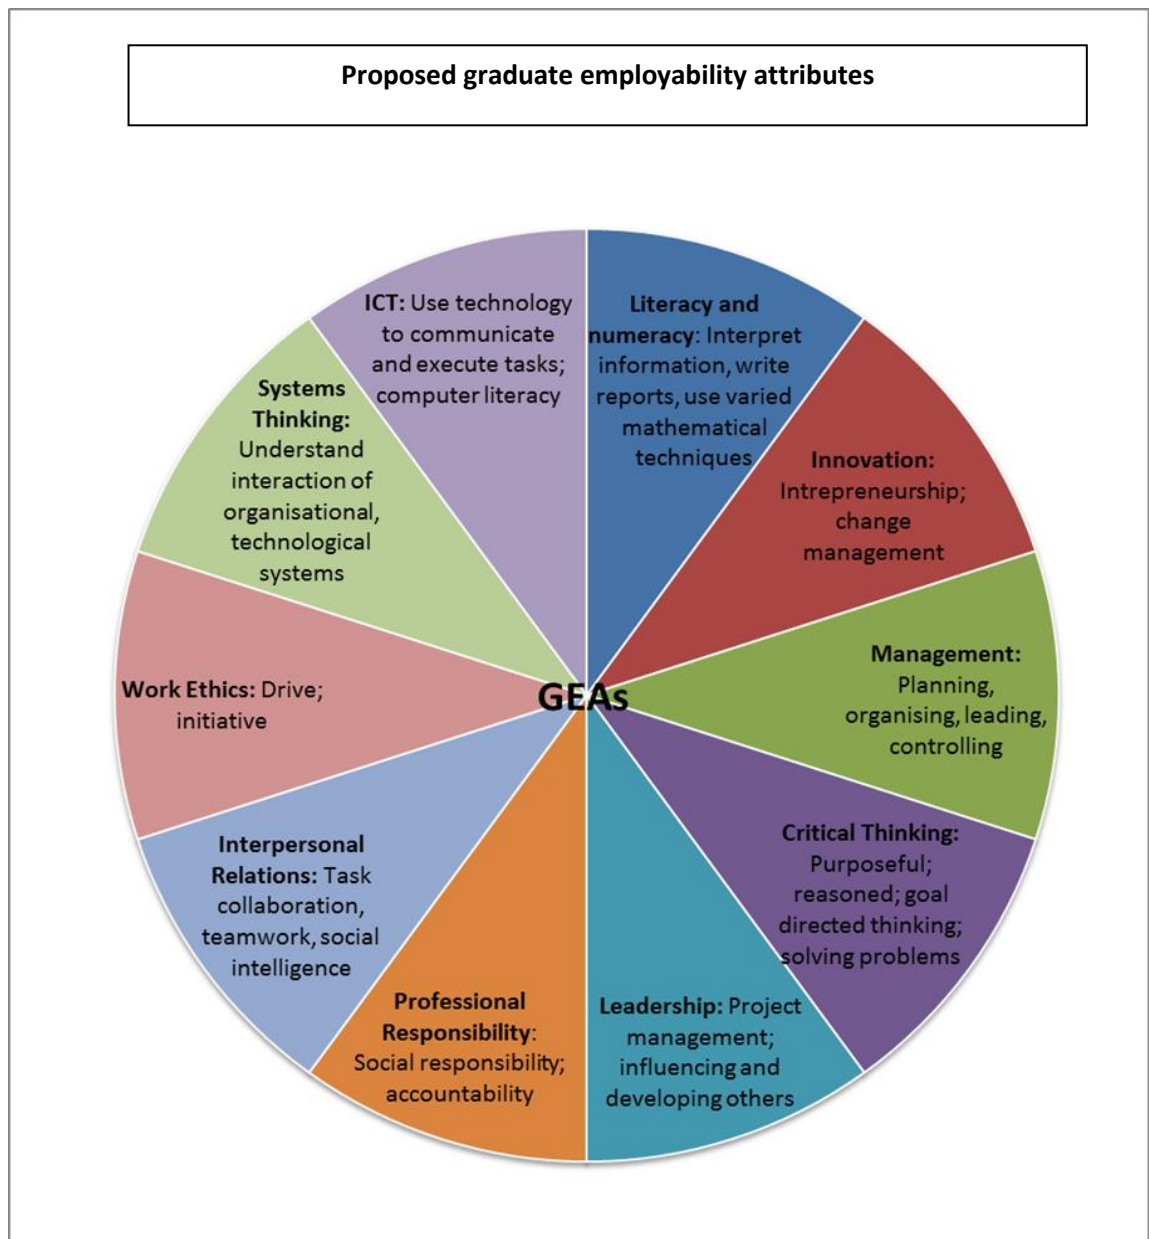 Proposed graduate employability attributes
ICT: Use technology
to communicate
and execute tasks;
computer literacy
Literacy and
numeracy: Interpret
information, write
reports, use varied
mathematical
techniques
Systems
Thinking:
Understand
interaction of
organisational,
technological
systems
Innovation:
Intrepreneurship;
change
management
Work Ethics: Drive;
initiative
GEAs
Management:
Planning,
organising, leading,
controlling
Interpersonal
Relations: Task
collaboration,
teamwork, social
intelligence
Critical Thinking:
Purposeful;
reasoned; goal
directed thinking;
solving problems
Professional
Responsibility:
Social responsibility;
accountability
Leadership: Project
management;
influencing and
developing others